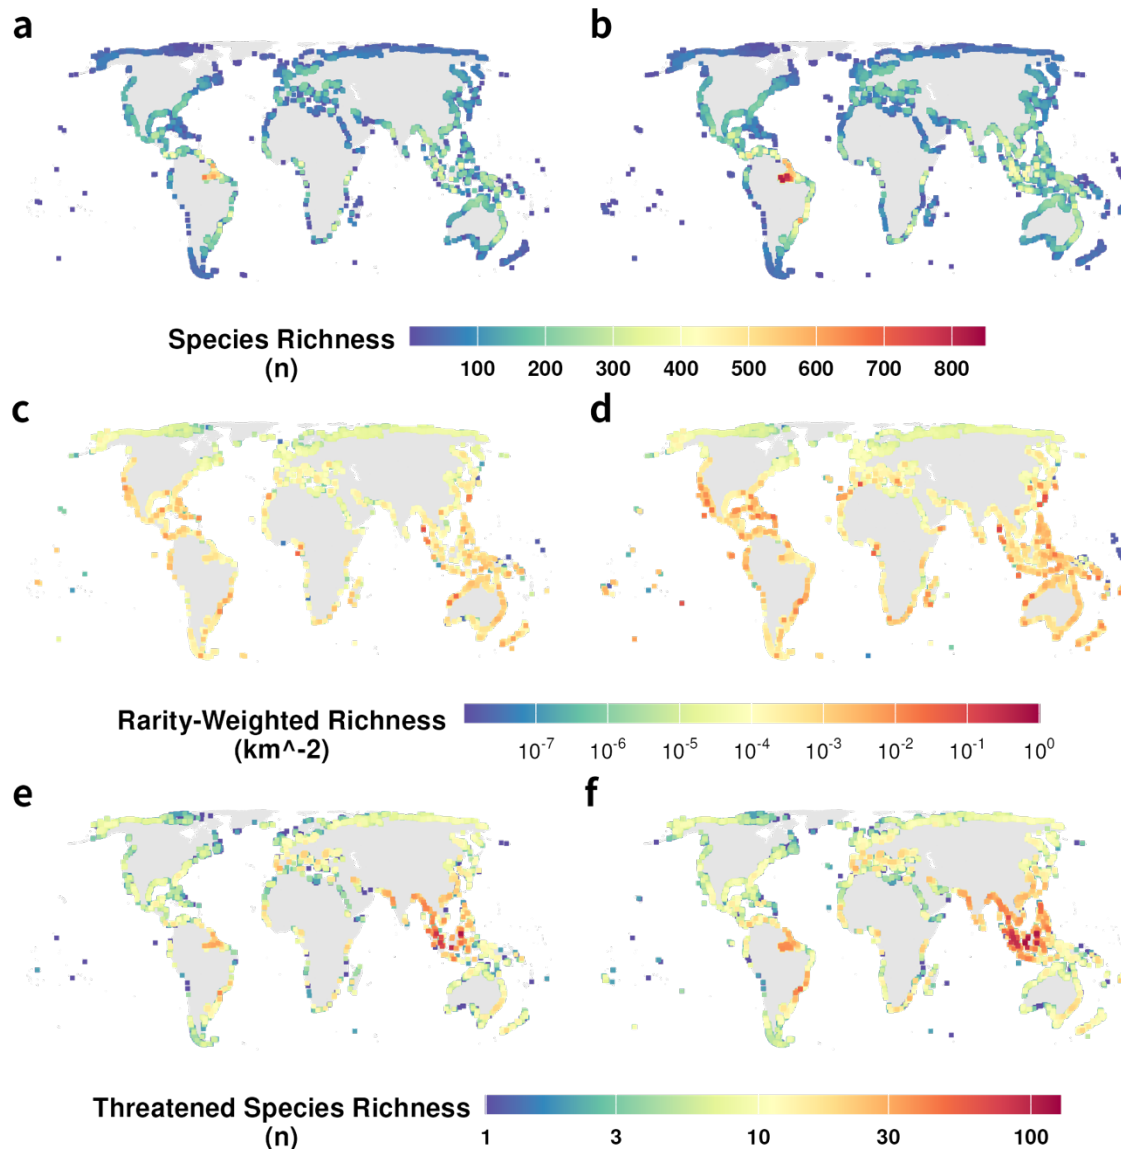 a
b
Species Richness
(n)
100 200 300 400 500 600 700 800
c
d
Rarity-Weighted Richness
(km^-2)
10⁻⁷ 10⁻⁶ 10⁻⁵ 10⁻⁴ 10⁻³ 10⁻² 10⁻¹ 10⁰
e
f
Threatened Species Richness
(n)
1 3 10 30 100